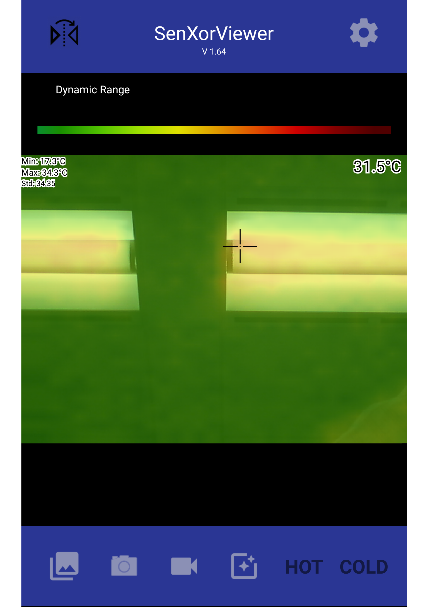 SenXorViewer
V 1.64
Dynamic Range
Min: 17.3°C
31.5°C
Max: 34.3°C
HOT COLD